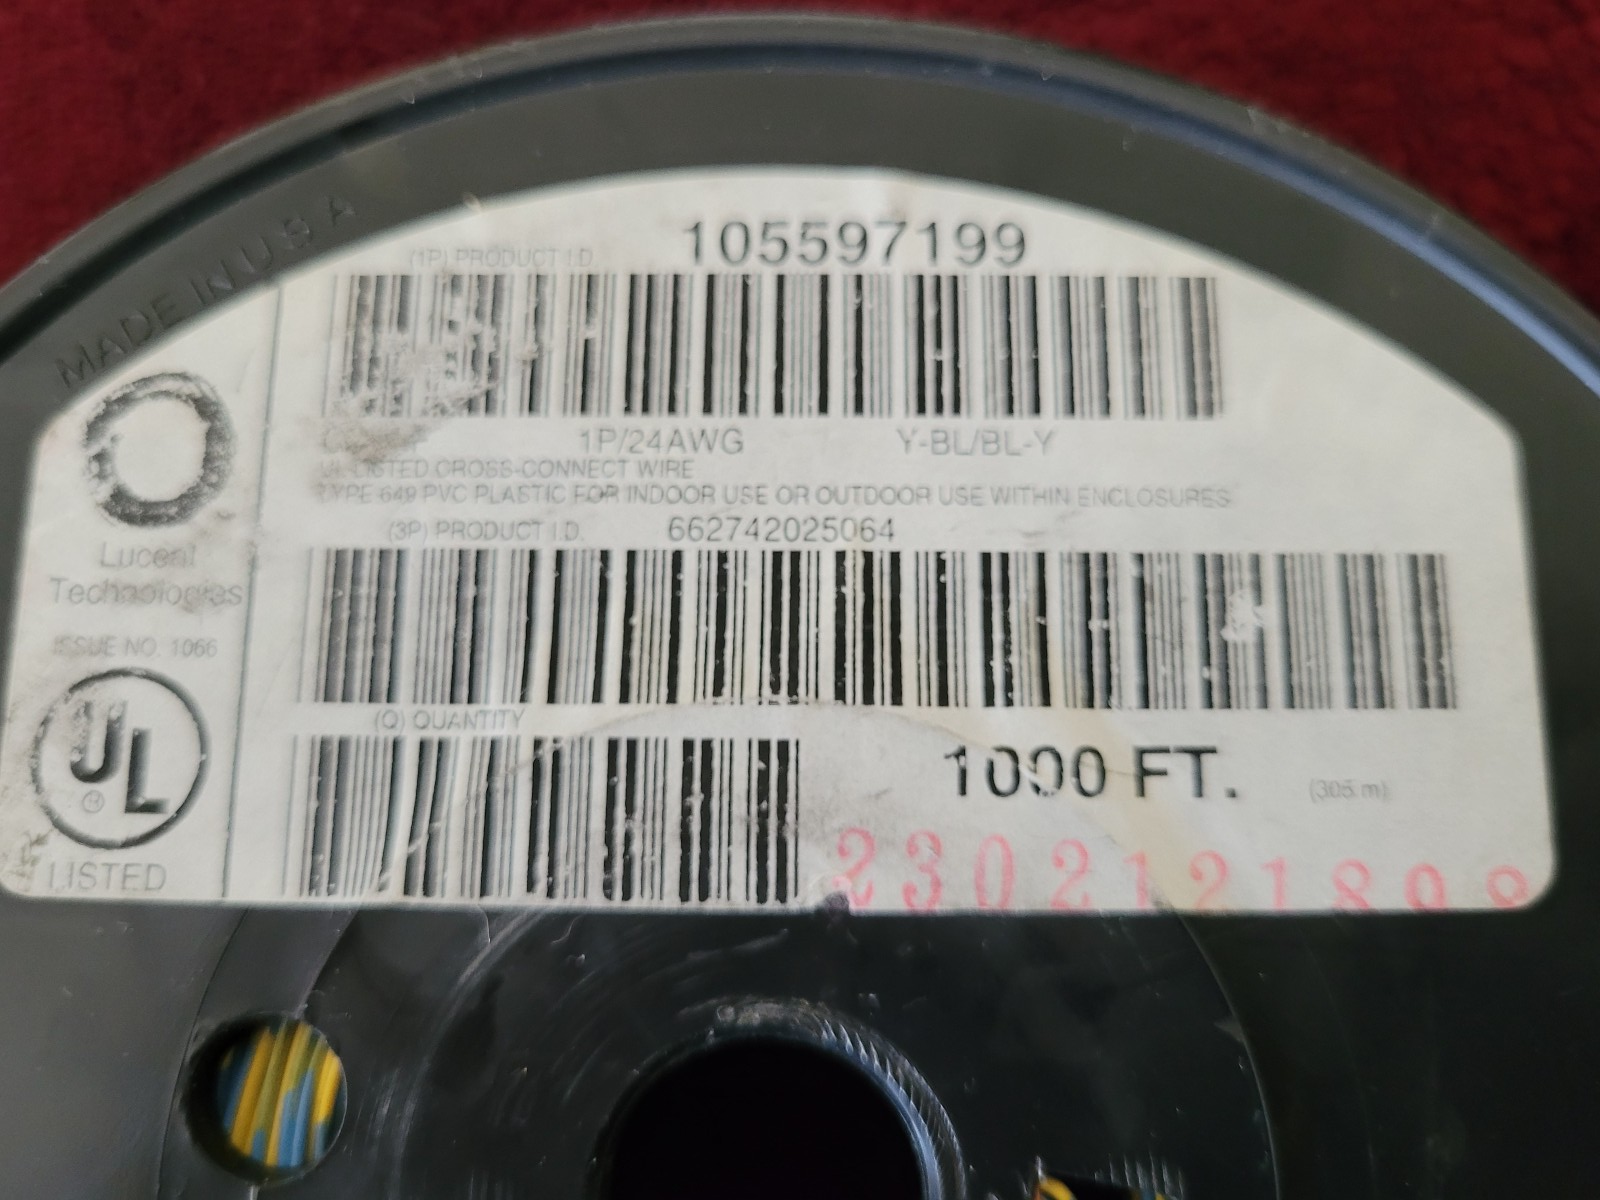 MADE IN U S A
(1P) PRODUCT I.D. 105597199
1P/24AWG Y-BL/BL-Y
UL LISTED CROSS-CONNECT WIRE
TYPE 649 PVC PLASTIC FOR INDOOR USE OR OUTDOOR USE WITHIN ENCLOSURES
(3P) PRODUCT I.D. 662742025064
Lucent
Technologies
ISSUE NO. 1066
UL
®
LISTED
(Q) QUANTITY
1000 FT. (305 m)
2302121898